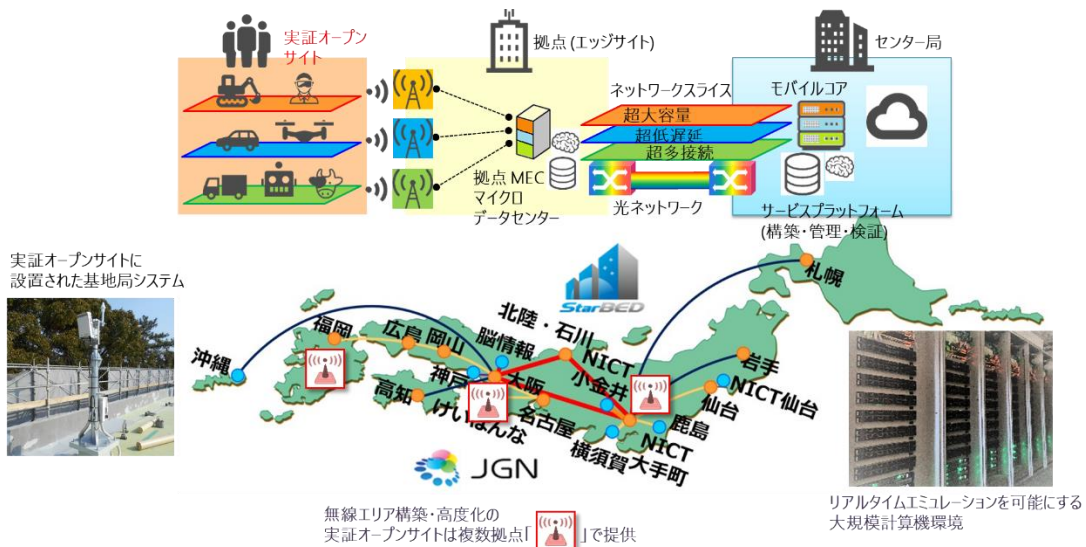 実証オープン
サイト
拠点 (エッジサイト)
センター局
ネットワークスライス
モバイルコア
超大容量
超低遅延
超多接続
拠点 MEC
マイクロ
データセンター
光ネットワーク
サービスプラットフォーム
(構築・管理・検証)
実証オープンサイトに
設置された基地局システム
StarBED
札幌
北陸・石川
福岡
広島
岡山
脳情報
NICT
小金井
岩手
沖縄
神戸
大阪
高知
けいはんな
名古屋
NICT仙台
仙台
鹿島
NICT
横須賀
大手町
JGN
リアルタイムエミュレーションを可能にする
大規模計算機環境
無線エリア構築・高度化の
実証オープンサイトは複数拠点「 」で提供